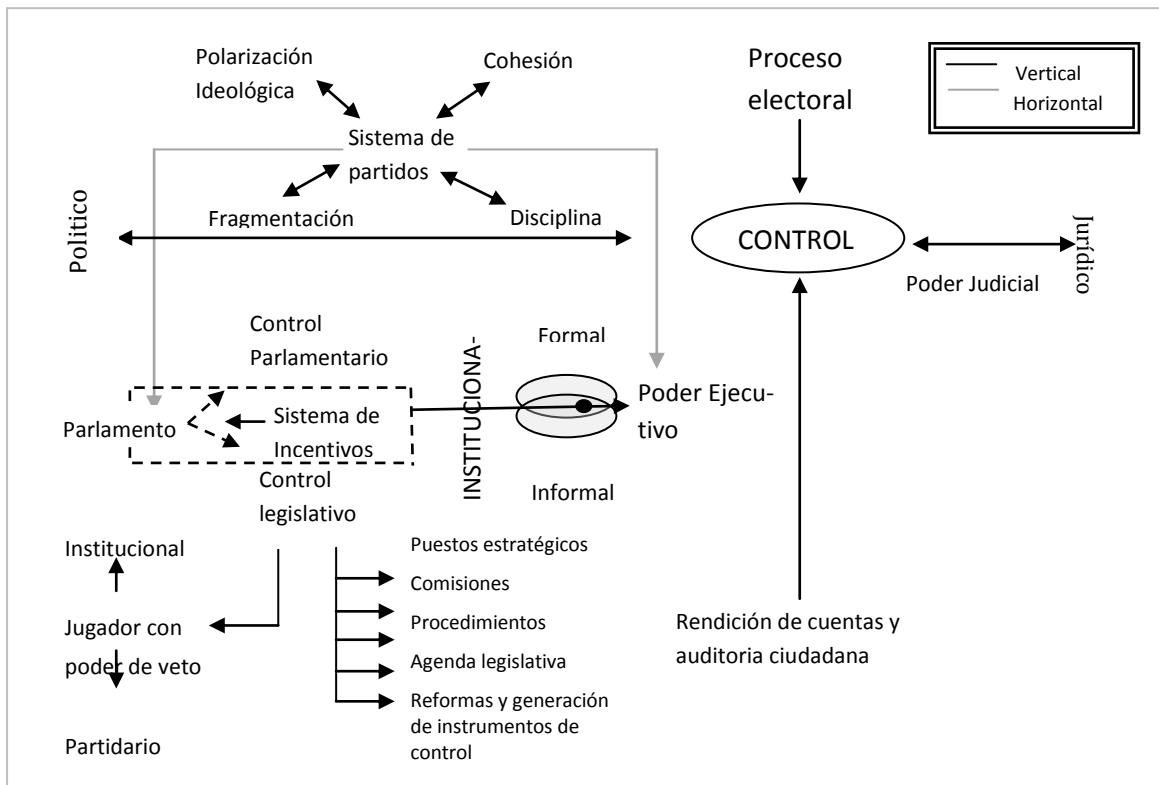 Polarización
Ideológica
Cohesión
Proceso
electoral
Vertical
Horizontal
Sistema de
partidos
Fragmentación
Disciplina
Politico
CONTROL
Jurídico
Poder Judicial
Control
Parlamentario
Formal
INSTITUCIONA-
Poder Ejecu-
tivo
Parlamento
Sistema de
Incentivos
Informal
Control
legislativo
Institucional
Puestos estratégicos
Comisiones
Jugador con
poder de veto
Procedimientos
Agenda legislativa
Rendición de cuentas y
auditoria ciudadana
Reformas y generación
de instrumentos de
control
Partidario